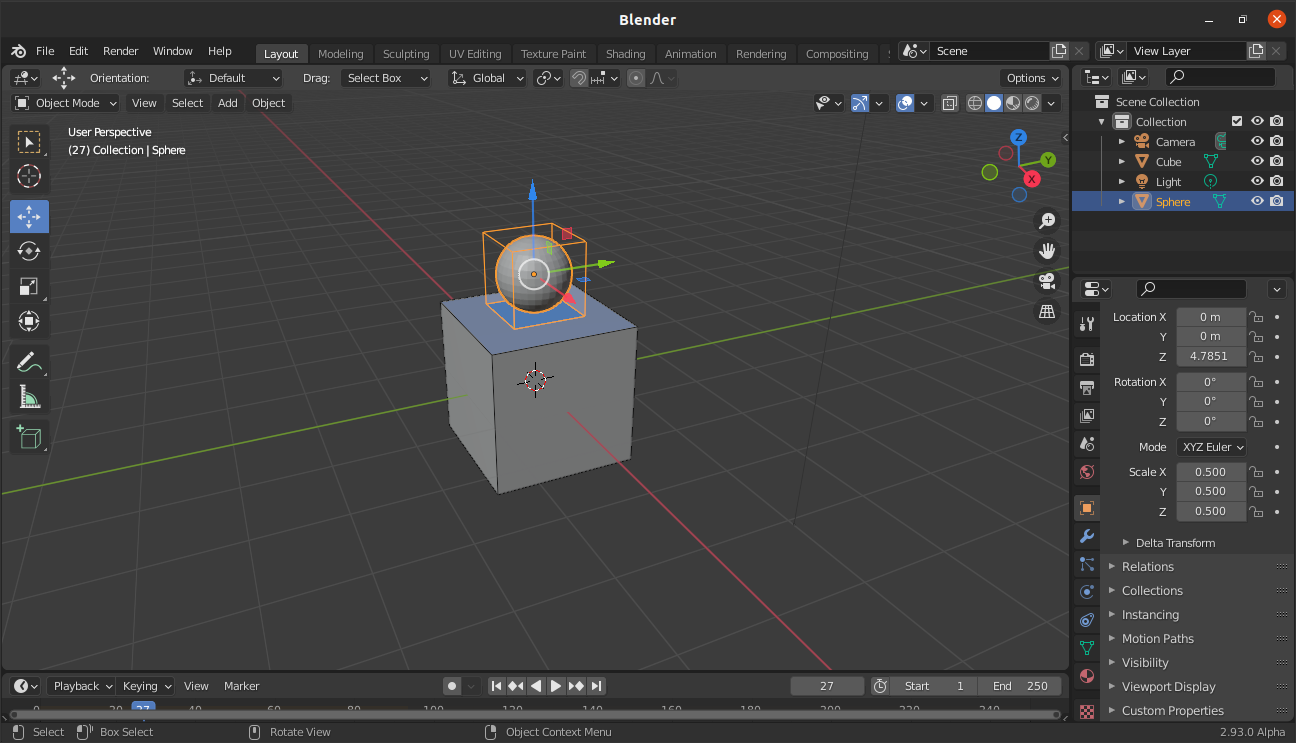 Blender
File Edit Render Window Help Layout Modeling Sculpting UV Editing Texture Paint Shading Animation Rendering Compositing Scene View Layer
Orientation: Default Drag: Select Box Global Options
Object Mode View Select Add Object
User Perspective
(27) Collection | Sphere
Z
Y
X
Scene Collection
Collection
Camera
Cube
Light
Sphere
Location X 0 m
Y 0 m
Z 4.7851
Rotation X 0°
Y 0°
Z 0°
Mode XYZ Euler
Scale X 0.500
Y 0.500
Z 0.500
Delta Transform
Relations
Collections
Instancing
Motion Paths
Visibility
Viewport Display
Custom Properties
Playback Keying View Marker 27 Start 1 End 250
0 20 27 40 60 80 100 120 140 160 180 200 220 240
Select Box Select Rotate View Object Context Menu 2.93.0 Alpha